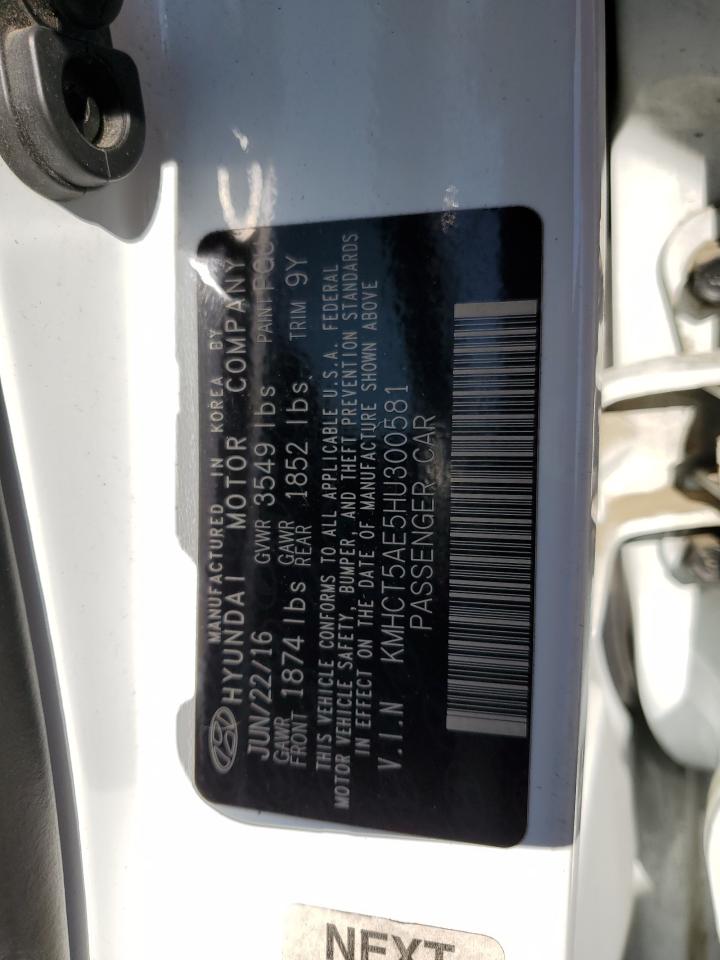 MANUFACTURED IN KOREA BY
HYUNDAI MOTOR COMPANY
JUN/22/16 GVWR 3549 lbs PAINT
GAWR FRONT 1874 lbs GAWR REAR 1852 lbs TRIM 9Y
THIS VEHICLE CONFORMS TO ALL APPLICABLE U.S.A. FEDERAL
MOTOR VEHICLE SAFETY, BUMPER, AND THEFT PREVENTION STANDARDS
IN EFFECT ON THE DATE OF MANUFACTURE SHOWN ABOVE
V.I.N KMHCT5AE5HU300581
PASSENGER CAR
NEXT